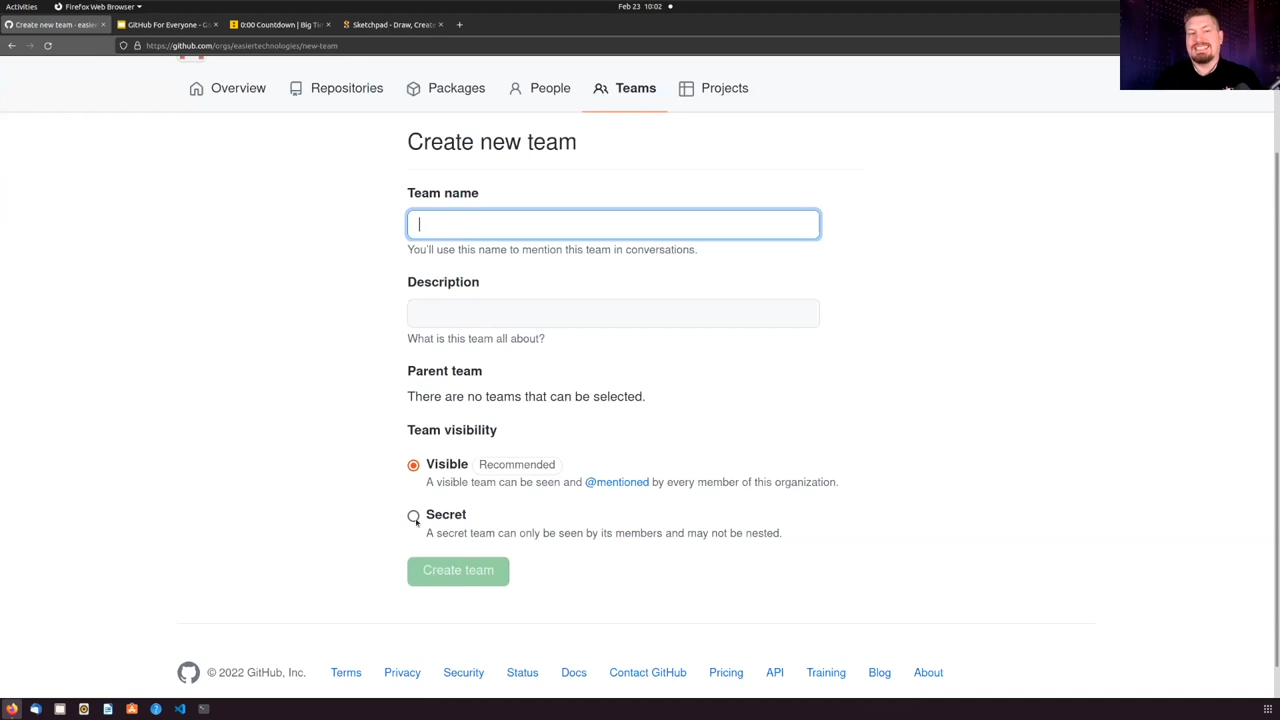 Activities
Firefox Web Browser
Feb 23 10:02
Create new team - easier
GitHub For Everyone - G
0:00 Countdown | Big Ti
Sketchpad - Draw, Create
https://github.com/orgs/easiertechnologies/new-team
Overview
Repositories
Packages
People
Teams
Projects
Create new team
Team name
You'll use this name to mention this team in conversations.
Description
What is this team all about?
Parent team
There are no teams that can be selected.
Team visibility
Visible Recommended
A visible team can be seen and @mentioned by every member of this organization.
Secret
A secret team can only be seen by its members and may not be nested.
Create team
© 2022 GitHub, Inc.
Terms
Privacy
Security
Status
Docs
Contact GitHub
Pricing
API
Training
Blog
About